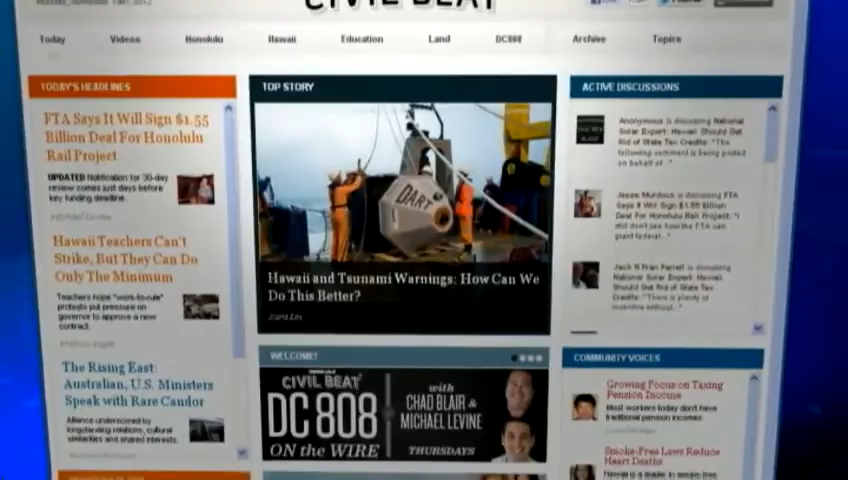 CIVIL BEAT
Today Videos Honolulu Hawaii Education Land DC808 Archive Topics
TODAY'S HEADLINES
FTA Says It Will Sign $1.55
Billion Deal For Honolulu
Rail Project
UPDATED Notification for 30-day
review comes just days before
key funding deadline.
Hawaii Teachers Can't
Strike, But They Can Do
Only The Minimum
Teachers hope "work-to-rule"
protests put pressure on
governor to approve a new
contract.
The Rising East:
Australian, U.S. Ministers
Speak with Rare Candor
Alliance underscored by
longstanding relations, cultural
similarities and shared interests.
TOP STORY
DART
Hawaii and Tsunami Warnings: How Can We
Do This Better?
Sara Lin
WELCOME!
CIVIL BEAT
DC 808
ON the WIRE
with
CHAD BLAIR &
MICHAEL LEVINE
THURSDAYS
ACTIVE DISCUSSIONS
Anonymous is discussing National
Solar Expert: Hawaii Should Get
Rid of State Tax Credits: "The
following comment is being posted
on behalf of..."
Jesse Murdock is discussing FTA
Says It Will Sign $1.55 Billion
Deal For Honolulu Rail Project: "I
still don't see how the FTA can
grant federal..."
Jack N Fran Farrell is discussing
National Solar Expert: Hawaii
Should Get Rid of State Tax
Credits: "There is plenty of
incentive without..."
COMMUNITY VOICES
Growing Focus on Taxing
Pension Income
Most workers today don't have
traditional pension incomes.
Smoke-Free Laws Reduce
Heart Deaths
Hawaii is a leader in smoke-free